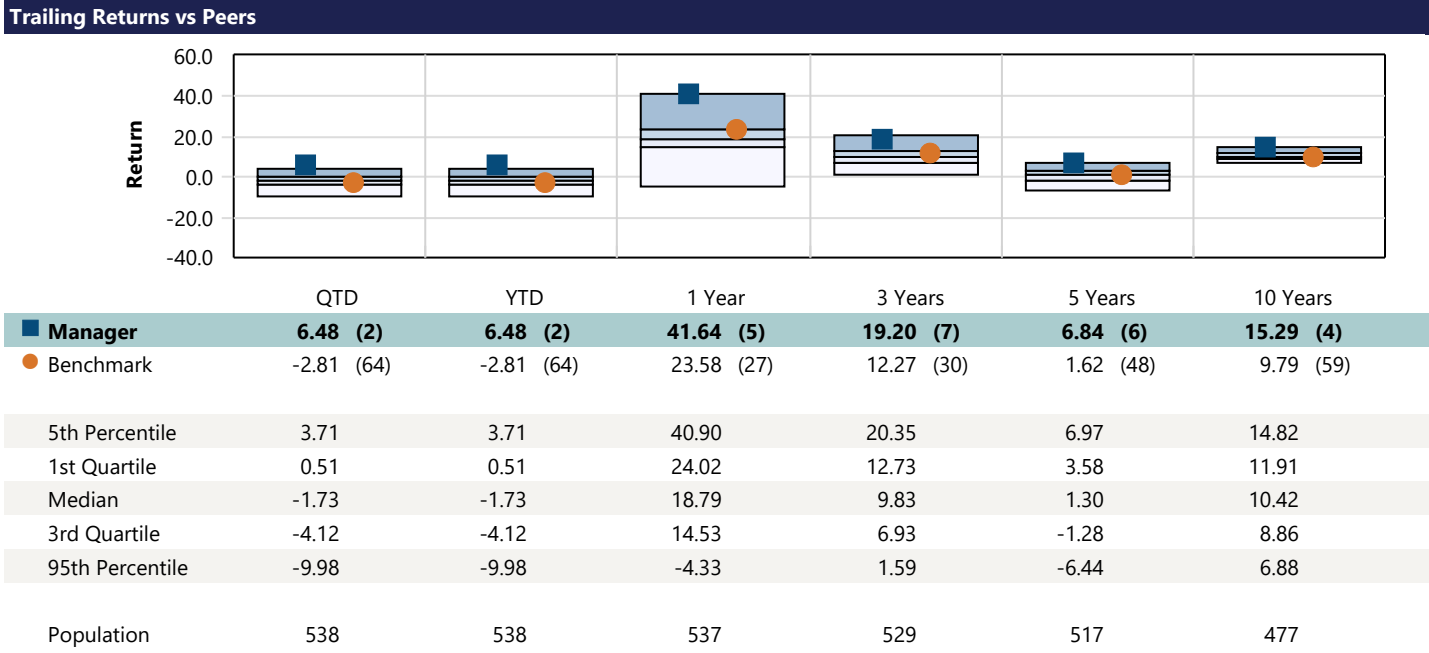 Trailing Returns vs Peers
60.0
40.0
20.0
0.0
-20.0
-40.0
Return
QTD YTD 1 Year 3 Years 5 Years 10 Years
Manager 6.48 (2) 6.48 (2) 41.64 (5) 19.20 (7) 6.84 (6) 15.29 (4)
Benchmark -2.81 (64) -2.81 (64) 23.58 (27) 12.27 (30) 1.62 (48) 9.79 (59)
5th Percentile 3.71 3.71 40.90 20.35 6.97 14.82
1st Quartile 0.51 0.51 24.02 12.73 3.58 11.91
Median -1.73 -1.73 18.79 9.83 1.30 10.42
3rd Quartile -4.12 -4.12 14.53 6.93 -1.28 8.86
95th Percentile -9.98 -9.98 -4.33 1.59 -6.44 6.88
Population 538 538 537 529 517 477